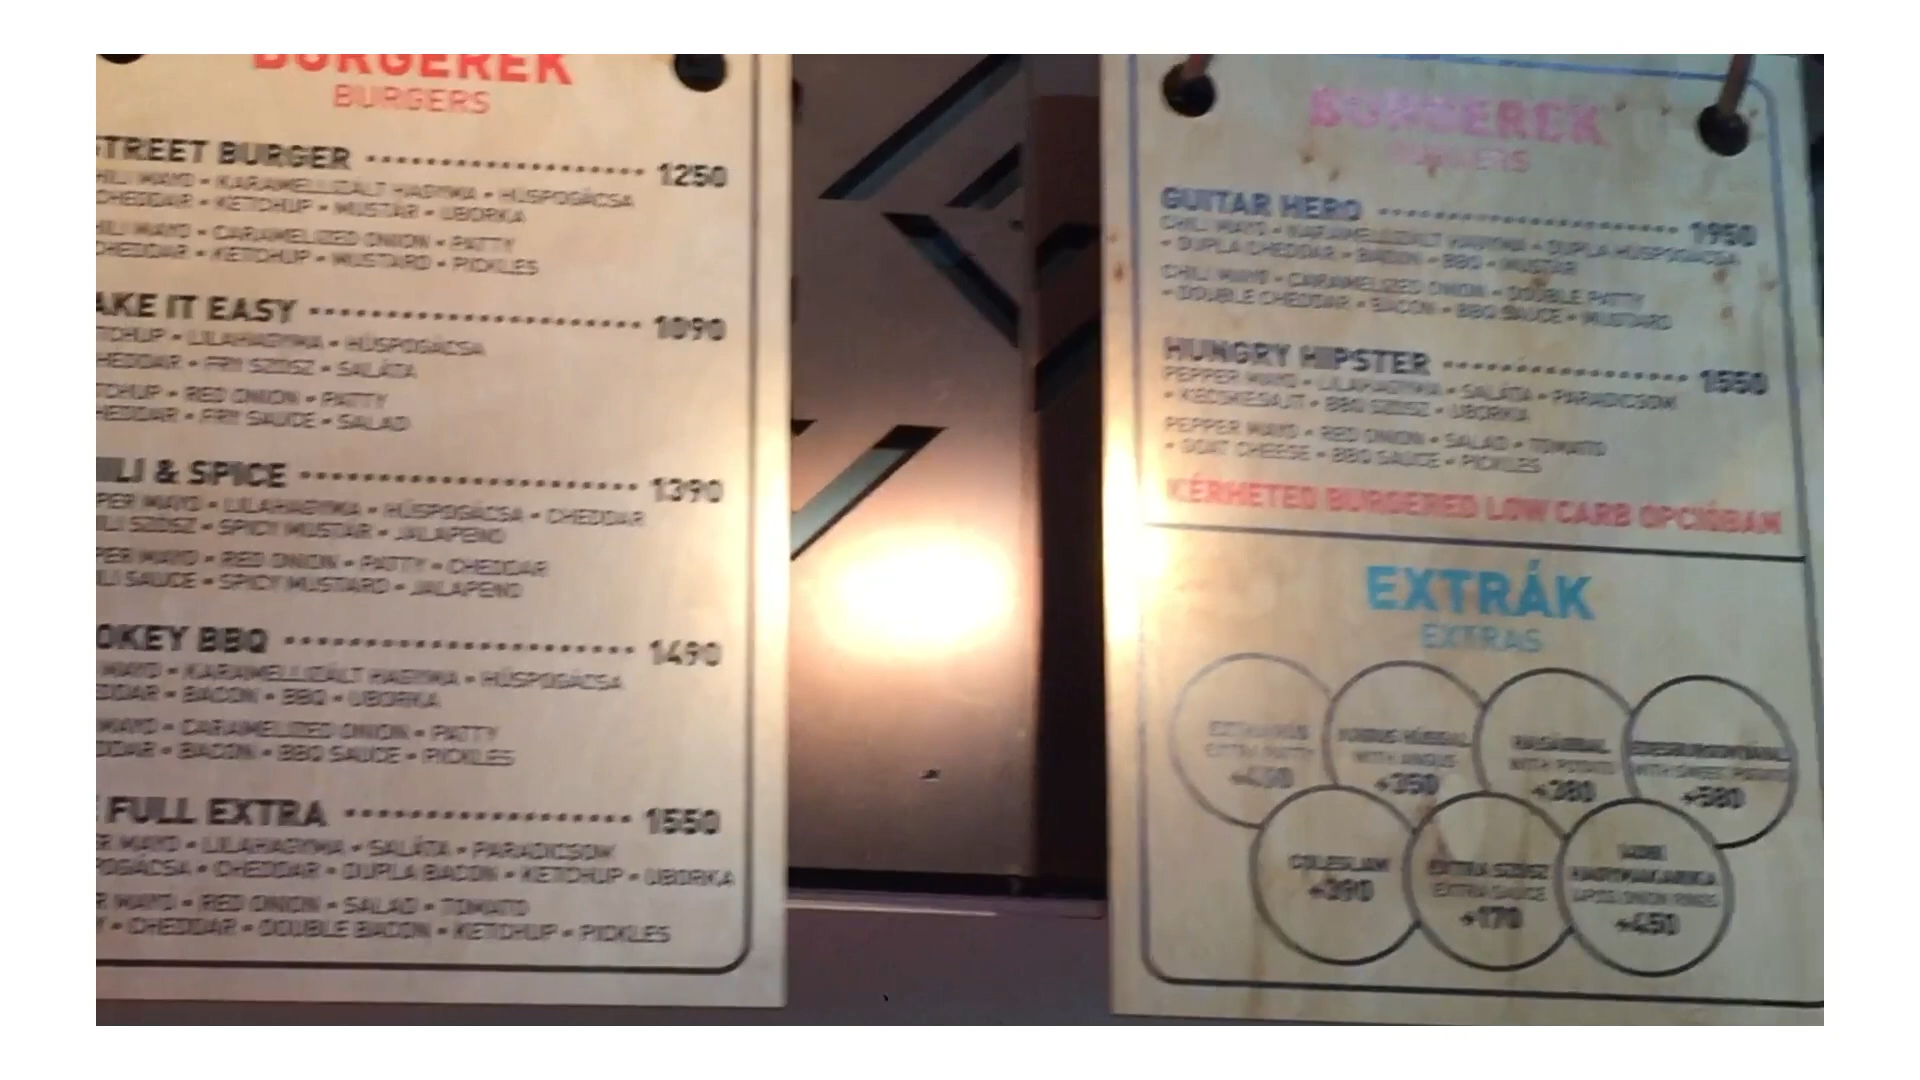 BURGEREK
BURGERS
STREET BURGER 1250
MAYO • KARAMELLIZÁLT HAGYMA • HÚSPOGÁCSA
CHEDDAR • KETCHUP • MUSTÁR • UBORKA
MAYO • CARAMELIZED ONION • PATTY
CHEDDAR • KETCHUP • MUSTARD • PICKLES
AKE IT EASY 1090
TCHUP • LILAHAGYMA • HÚSPOGÁCSA
HEDDAR • FRY SZÓSZ • SALÁTA
TCHUP • RED ONION • PATTY
HEDDAR • FRY SAUCE • SALAD
ILI & SPICE 1390
PER MAYO • LILAHAGYMA • HÚSPOGÁCSA • CHEDDAR
ILI SZÓSZ • SPICY MUSTÁR • JALAPENO
PER MAYO • RED ONION • PATTY • CHEDDAR
ILI SAUCE • SPICY MUSTARD • JALAPENO
OKEY BBQ 1490
MAYO • KARAMELLIZÁLT HAGYMA • HÚSPOGÁCSA
DDAR • BACON • BBQ • UBORKA
MAYO • CARAMELIZED ONION • PATTY
DDAR • BACON • BBQ SAUCE • PICKLES
FULL EXTRA 1550
R MAYO • LILAHAGYMA • SALÁTA • PARADICSOM
POGÁCSA • CHEDDAR • DUPLA BACON • KETCHUP • UBORKA
R MAYO • RED ONION • SALAD • TOMATO
Y • CHEDDAR • DOUBLE BACON • KETCHUP • PICKLES
BURGEREK
BURGERS
GUITAR HERO 1950
CHILI MAYO • KARAMELLIZÁLT HAGYMA • DUPLA HÚSPOGÁCSA
• DUPLA CHEDDAR • BACON • BBQ • MUSTÁR
CHILI MAYO • CARAMELIZED ONION • DOUBLE PATTY
• DOUBLE CHEDDAR • BACON • BBQ SAUCE • MUSTARD
HUNGRY HIPSTER 1550
PEPPER MAYO • LILAHAGYMA • SALÁTA • PARADICSOM
• KECSKESAJT • BBQ SZÓSZ • UBORKA
PEPPER MAYO • RED ONION • SALAD • TOMATO
• GOAT CHEESE • BBQ SAUCE • PICKLES
KÉRHETED BURGERED LOW CARB OPCIÓBAN
EXTRÁK
EXTRAS
EXTRA HÚS
EXTRA PATTY
+450
ANGUS HÚSSAL
WITH ANGUS
+350
HASÁBBAL
WITH POTATO
+380
ÉDESBURGONYÁVAL
WITH SWEET POTATO
+580
COLESLAW
+390
EXTRA SZÓSZ
EXTRA SAUCE
+170
HAGYMAKARIKA
ONION RINGS
+450